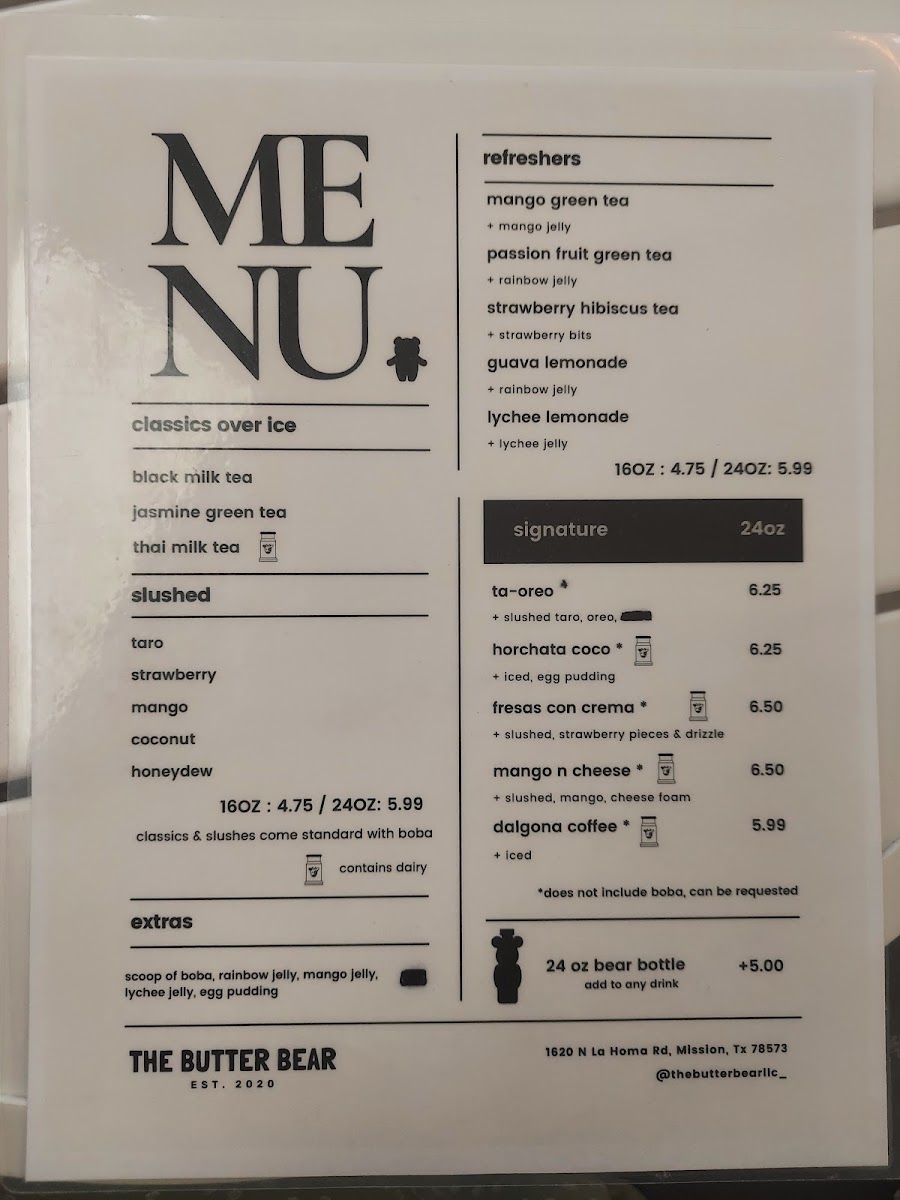 ME
NU
classics over ice
black milk tea
jasmine green tea
thai milk tea
slushed
taro
strawberry
mango
coconut
honeydew
16OZ : 4.75 / 24OZ: 5.99
classics & slushes come standard with boba
contains dairy
extras
scoop of boba, rainbow jelly, mango jelly,
lychee jelly, egg pudding
refreshers
mango green tea
+ mango jelly
passion fruit green tea
+ rainbow jelly
strawberry hibiscus tea
+ strawberry bits
guava lemonade
+ rainbow jelly
lychee lemonade
+ lychee jelly
16OZ : 4.75 / 24OZ: 5.99
signature 24oz
ta-oreo * 6.25
+ slushed taro, oreo,
horchata coco * 6.25
+ iced, egg pudding
fresas con crema * 6.50
+ slushed, strawberry pieces & drizzle
mango n cheese * 6.50
+ slushed, mango, cheese foam
dalgona coffee * 5.99
+ iced
*does not include boba, can be requested
24 oz bear bottle +5.00
add to any drink
THE BUTTER BEAR
EST. 2020
1620 N La Homa Rd, Mission, Tx 78573
@thebutterbearllc_